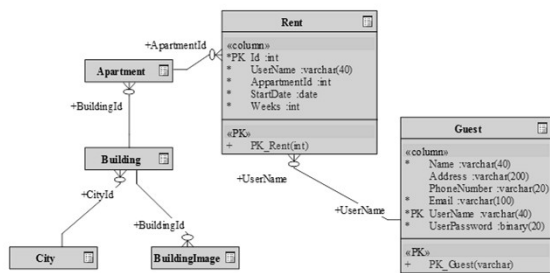 Rent
«column»
*PK Id :int
* UserName :varchar(40)
* AppartmentId :int
* StartDate :date
* Weeks :int
«PK»
+ PK_Rent(int)
+ApartmentId
Apartment
+BuildingId
Building
+CityId
+BuildingId
City
BuildingImage
+UserName
+UserName
Guest
«column»
* Name :varchar(40)
Address :varchar(200)
PhoneNumber :varchar(20)
* Email :varchar(100)
*PK UserName :varchar(40)
* UserPassword :binary(20)
«PK»
+ PK_Guest(varchar)